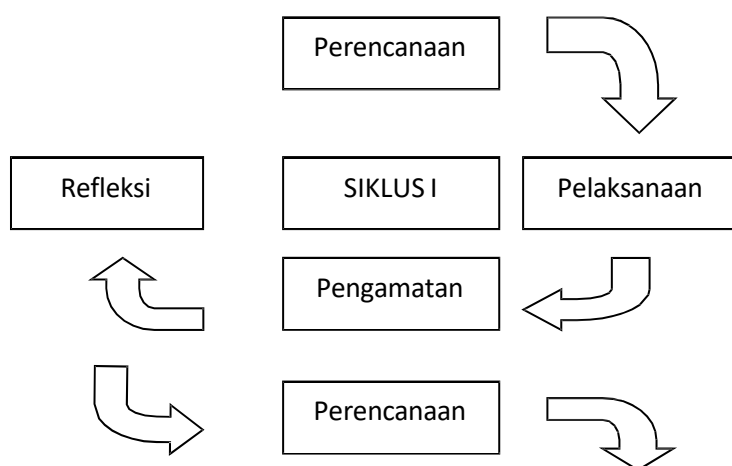 Perencanaan
Refleksi
SIKLUS I
Pelaksanaan
Pengamatan
Perencanaan